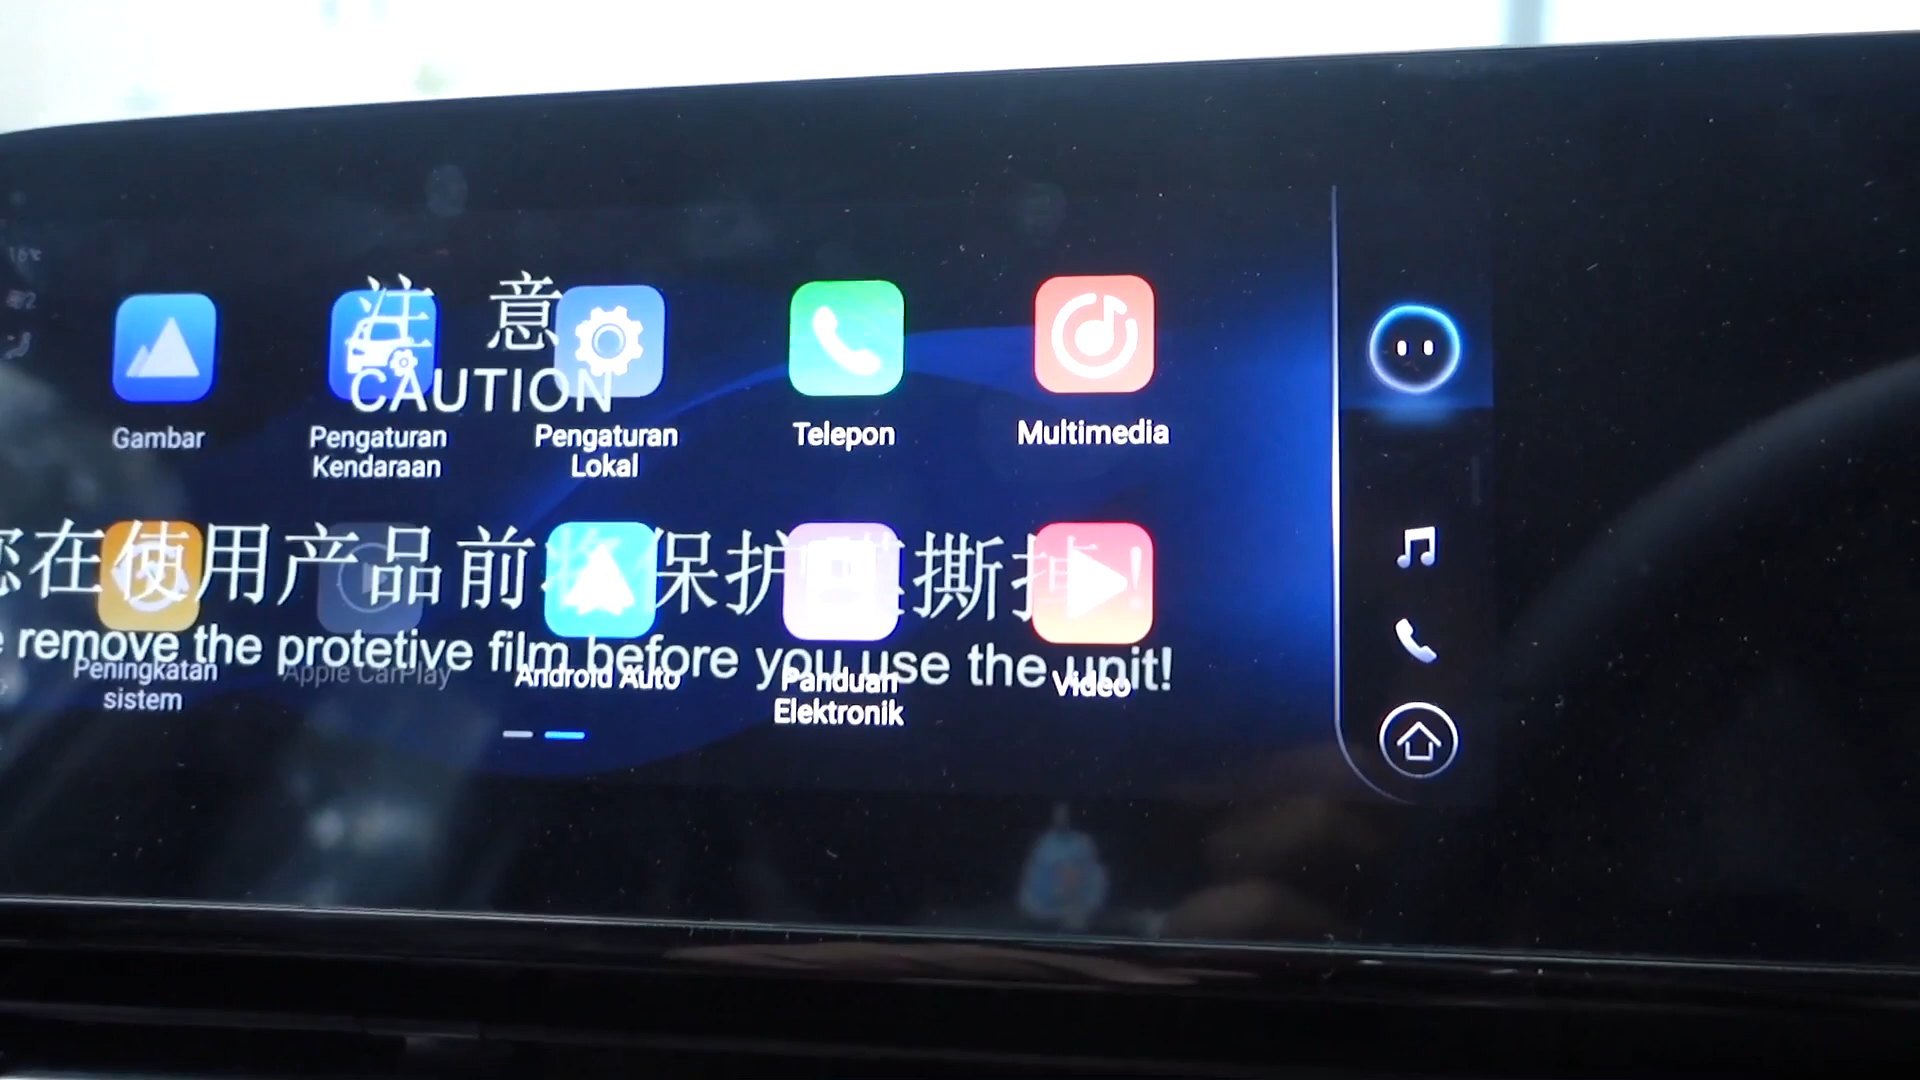 16℃
注 意
CAUTION
Gambar
Pengaturan
Kendaraan
Pengaturan
Lokal
Telepon
Multimedia
您在使用产品前将保护膜撕掉！
remove the protetive film before you use the unit!
Peningkatan
sistem
Apple CarPlay
Android Auto
Panduan
Elektronik
Video